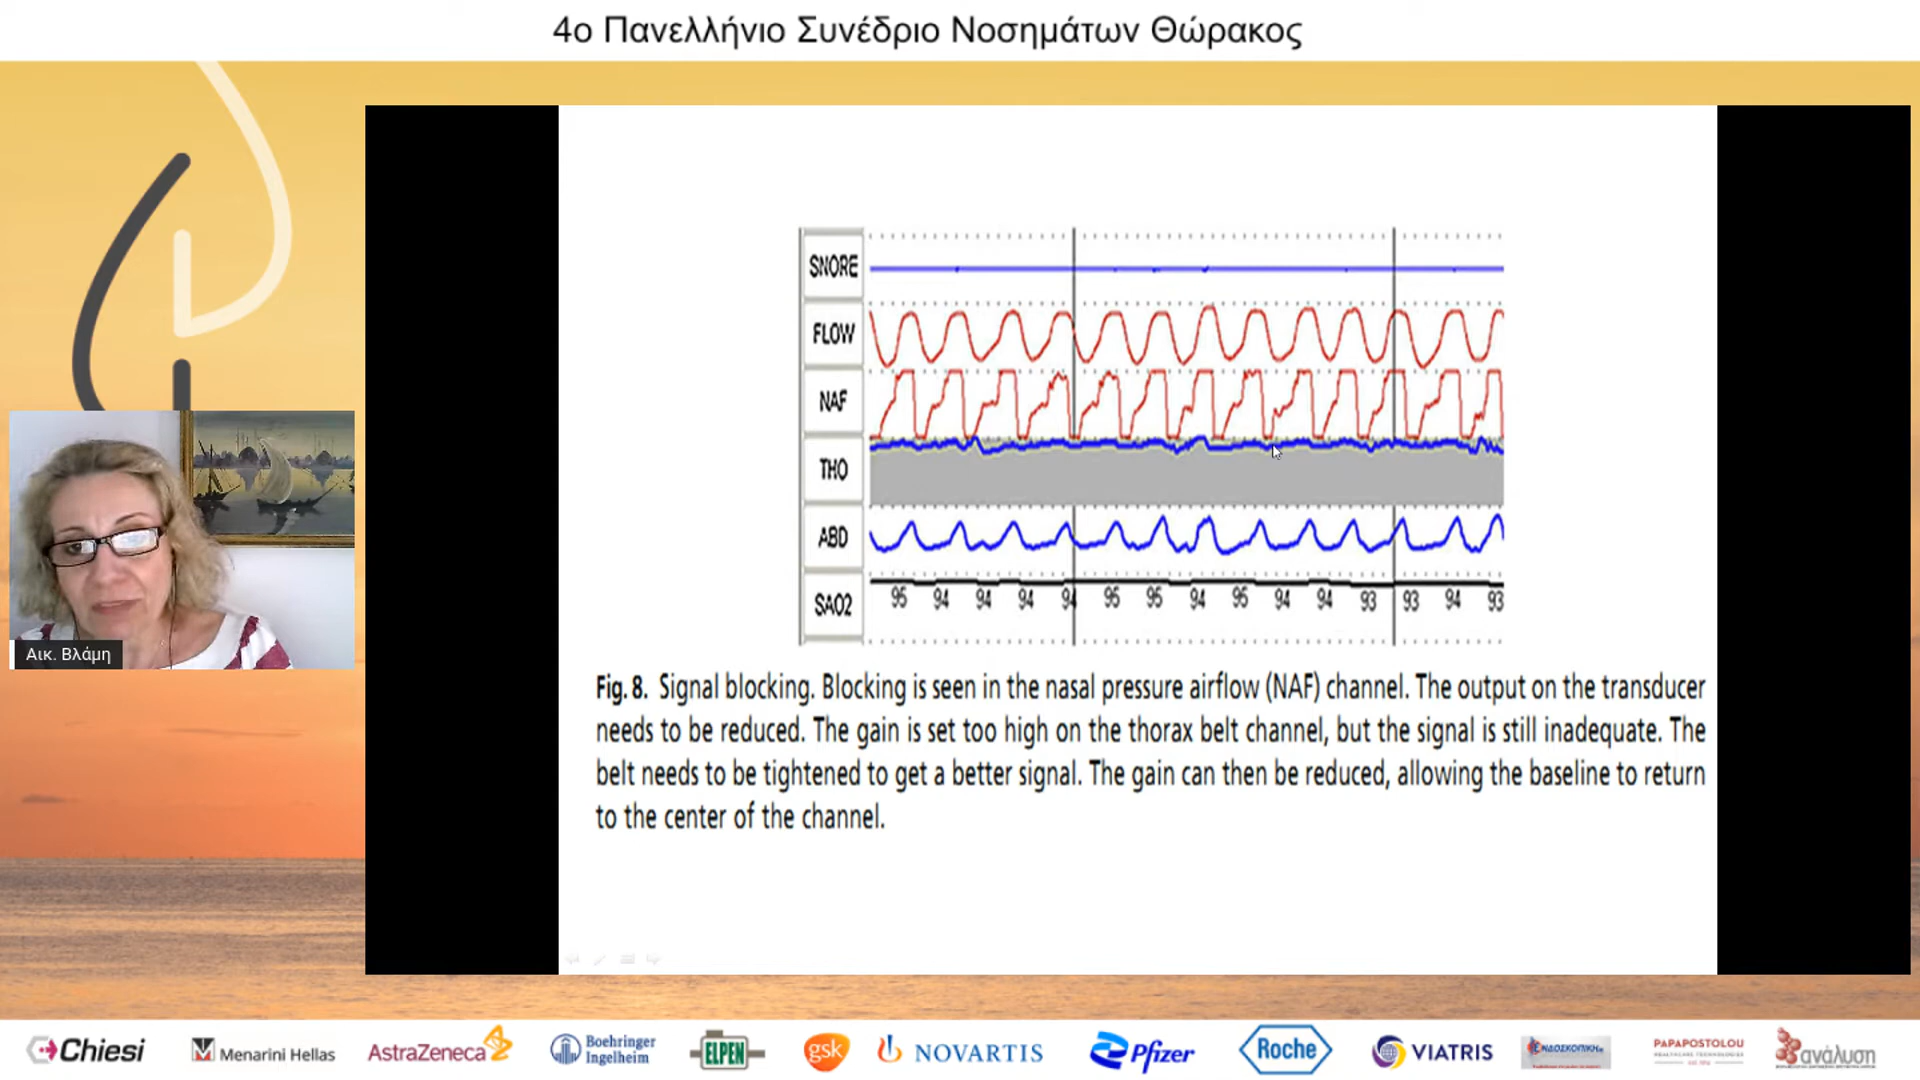 4ο Πανελλήνιο Συνέδριο Νοσημάτων Θώρακος
SNORE
FLOW
NAF
THO
ABD
SAO2 95 94 94 94 94 95 95 94 95 94 94 93 93 94 93
Fig. 8. Signal blocking. Blocking is seen in the nasal pressure airflow (NAF) channel. The output on the transducer
needs to be reduced. The gain is set too high on the thorax belt channel, but the signal is still inadequate. The
belt needs to be tightened to get a better signal. The gain can then be reduced, allowing the baseline to return
to the center of the channel.
Αικ. Βλάμη
Chiesi
Menarini Hellas
AstraZeneca
Boehringer
Ingelheim
ELPEN
gsk
NOVARTIS
Pfizer
Roche
VIATRIS
ΕΝΔΟΣΚΟΠΙΚΗ
PAPAPOSTOLOU
HEALTHCARE TECHNOLOGIES
ανάλυση